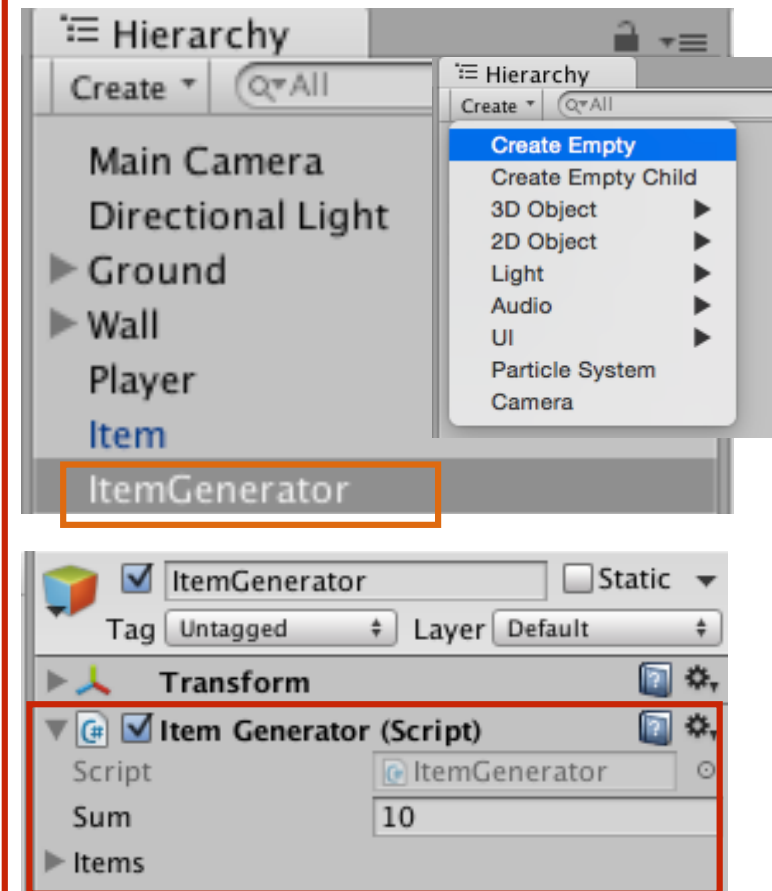 Hierarchy
Create All
Main Camera
Directional Light
Ground
Wall
Player
Item
ItemGenerator
Hierarchy
Create All
Create Empty
Create Empty Child
3D Object
2D Object
Light
Audio
UI
Particle System
Camera
ItemGenerator Static
Tag Untagged Layer Default
Transform
C# Item Generator (Script)
Script ItemGenerator
Sum 10
Items